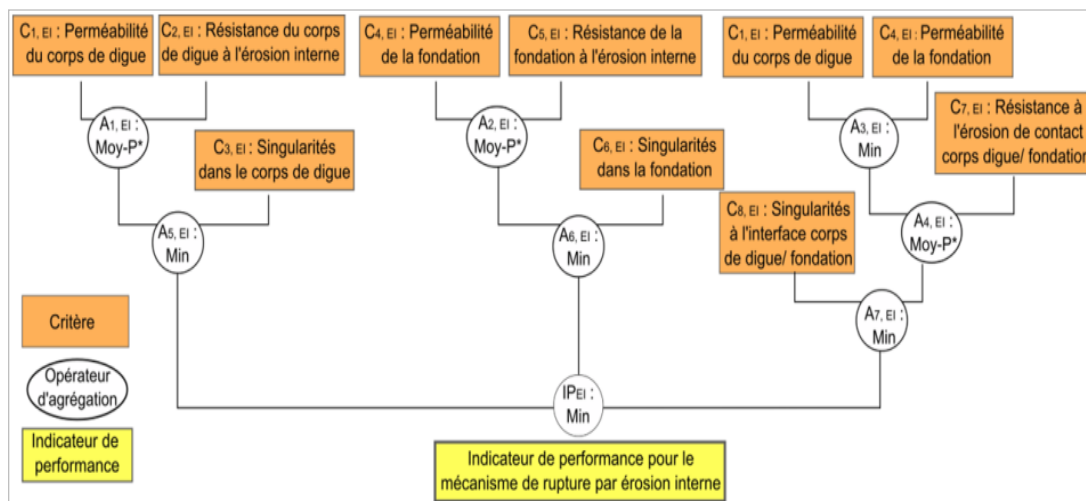 C1, EI : Perméabilité
du corps de digue
C2, EI : Résistance du corps
de digue à l'érosion interne
C4, EI : Perméabilité
de la fondation
C5, EI : Résistance de la
fondation à l'érosion interne
C1, EI : Perméabilité
du corps de digue
C4, EI : Perméabilité
de la fondation
A1, EI :
Moy-P*
C3, EI : Singularités
dans le corps de digue
A2, EI :
Moy-P*
C6, EI : Singularités
dans la fondation
A3, EI :
Min
C7, EI : Résistance à
l'érosion de contact
corps digue/ fondation
A5, EI :
Min
A6, EI :
Min
C8, EI : Singularités
à l'interface corps
de digue/ fondation
A4, EI :
Moy-P*
A7, EI :
Min
Critère
Opérateur
d'agrégation
Indicateur de
performance
IPEI :
Min
Indicateur de performance pour le
mécanisme de rupture par érosion interne